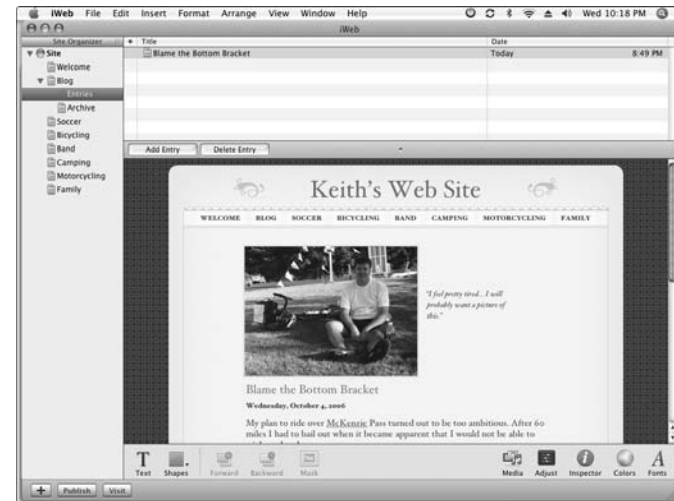 iWeb File Edit Insert Format Arrange View Window Help Wed 10:18 PM
iWeb
Site Organizer Title Date
Site Blame the Bottom Bracket Today 8:49 PM
Welcome
Blog
Entries
Archive
Soccer
Bicycling
Band
Camping
Motorcycling
Family
Add Entry Delete Entry
Keith's Web Site
WELCOME BLOG SOCCER BICYCLING BAND CAMPING MOTORCYCLING FAMILY
"I feel pretty tired... I will
probably want a picture of
this."
Blame the Bottom Bracket
Wednesday, October 4, 2006
My plan to ride over McKenzie Pass turned out to be too ambitious. After 60
miles I had to bail out when it became apparent that I would not be able to
Text Shapes Forward Backward Mask Media Adjust Inspector Colors Fonts
Publish Visit